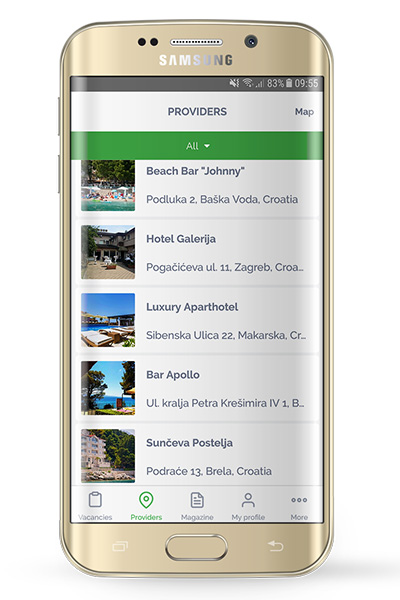 SAMSUNG
83% 09:55
PROVIDERS Map
All
Beach Bar "Johnny"
Podluka 2, Baška Voda, Croatia
Hotel Galerija
Pogačićeva ul. 11, Zagreb, Croa...
Luxury Aparthotel
Sibenska Ulica 22, Makarska, Cr...
Bar Apollo
Ul. kralja Petra Krešimira IV 1, B...
Sunčeva Postelja
Podraće 13, Brela, Croatia
Vacancies Providers Magazine My profile More